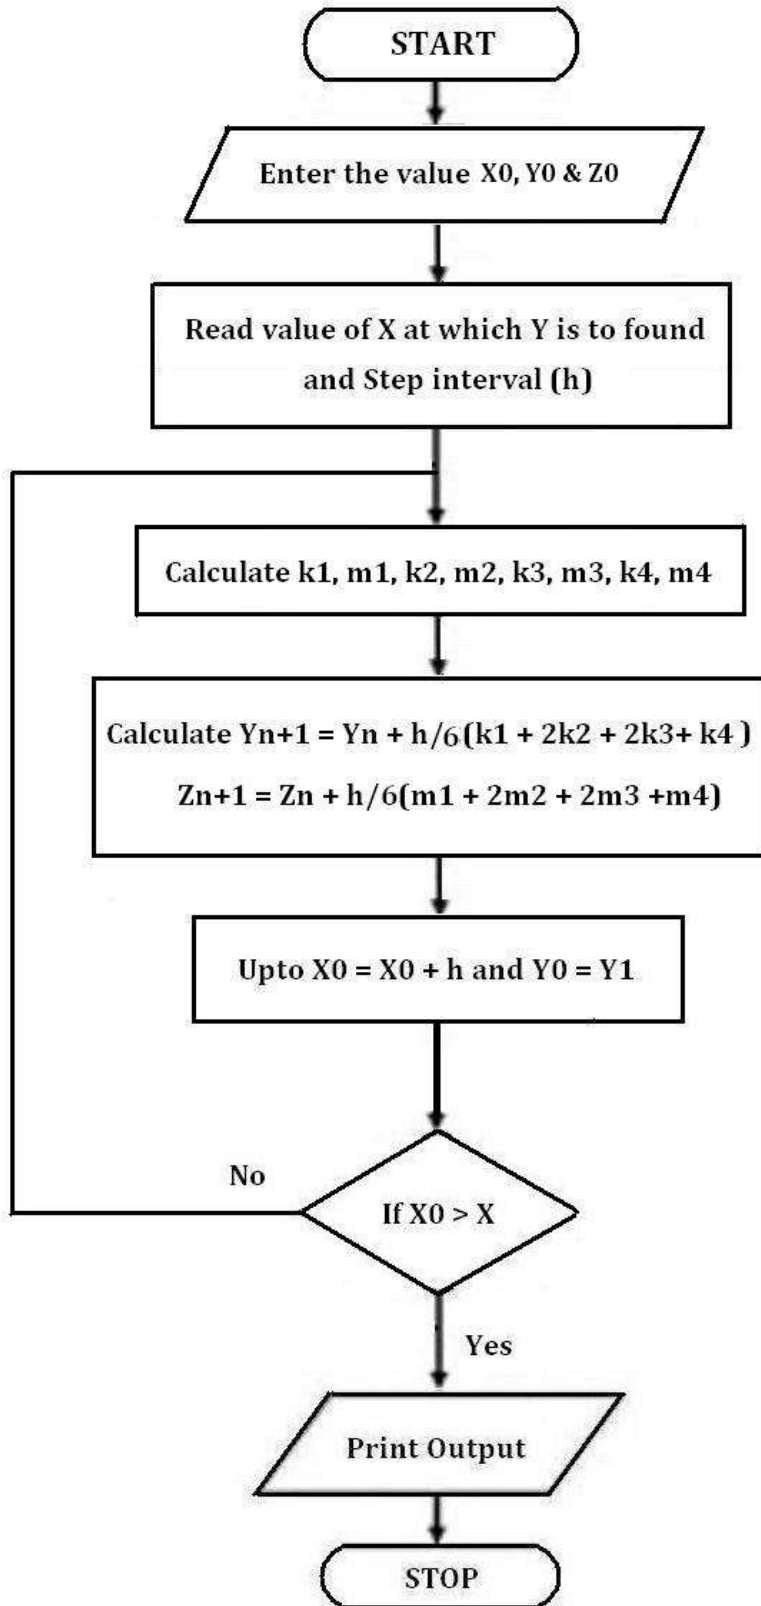 START
Enter the value X0, Y0 & Z0
Read value of X at which Y is to found
and Step interval (h)
Calculate k1, m1, k2, m2, k3, m3, k4, m4
Calculate Yn+1 = Yn + h/6(k1 + 2k2 + 2k3+ k4 )
Zn+1 = Zn + h/6(m1 + 2m2 + 2m3 +m4)
Upto X0 = X0 + h and Y0 = Y1
No
If X0 > X
Yes
Print Output
STOP